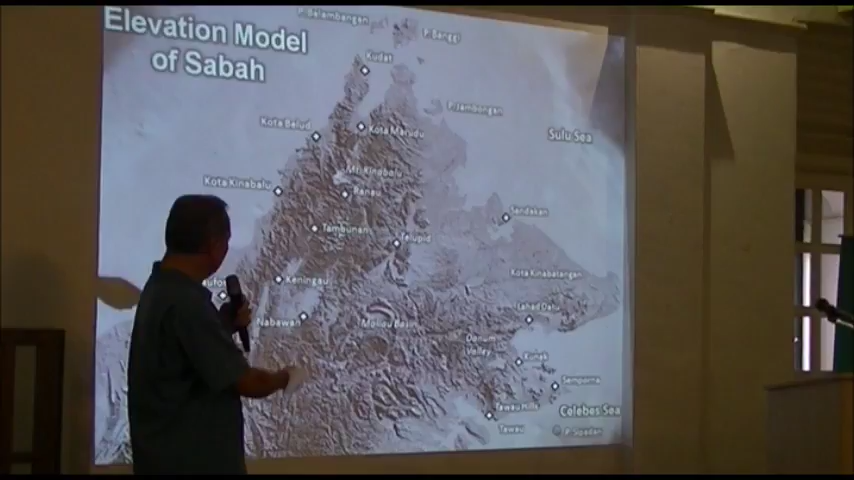 Elevation Model
of Sabah
P. Balambangan
P. Banggi
Kudat
P. Jambongan
Kota Belud
Kota Marudu
Sulu Sea
Mt. Kinabalu
Kota Kinabalu
Ranau
Sandakan
Tambunan
Telupid
Kota Kinabatangan
Keningau
Lahad Datu
Nabawan
Maliau Basin
Danum
Valley
Kunak
Semporna
Tawau Hills
Celebes Sea
Tawau
P. Sipadan